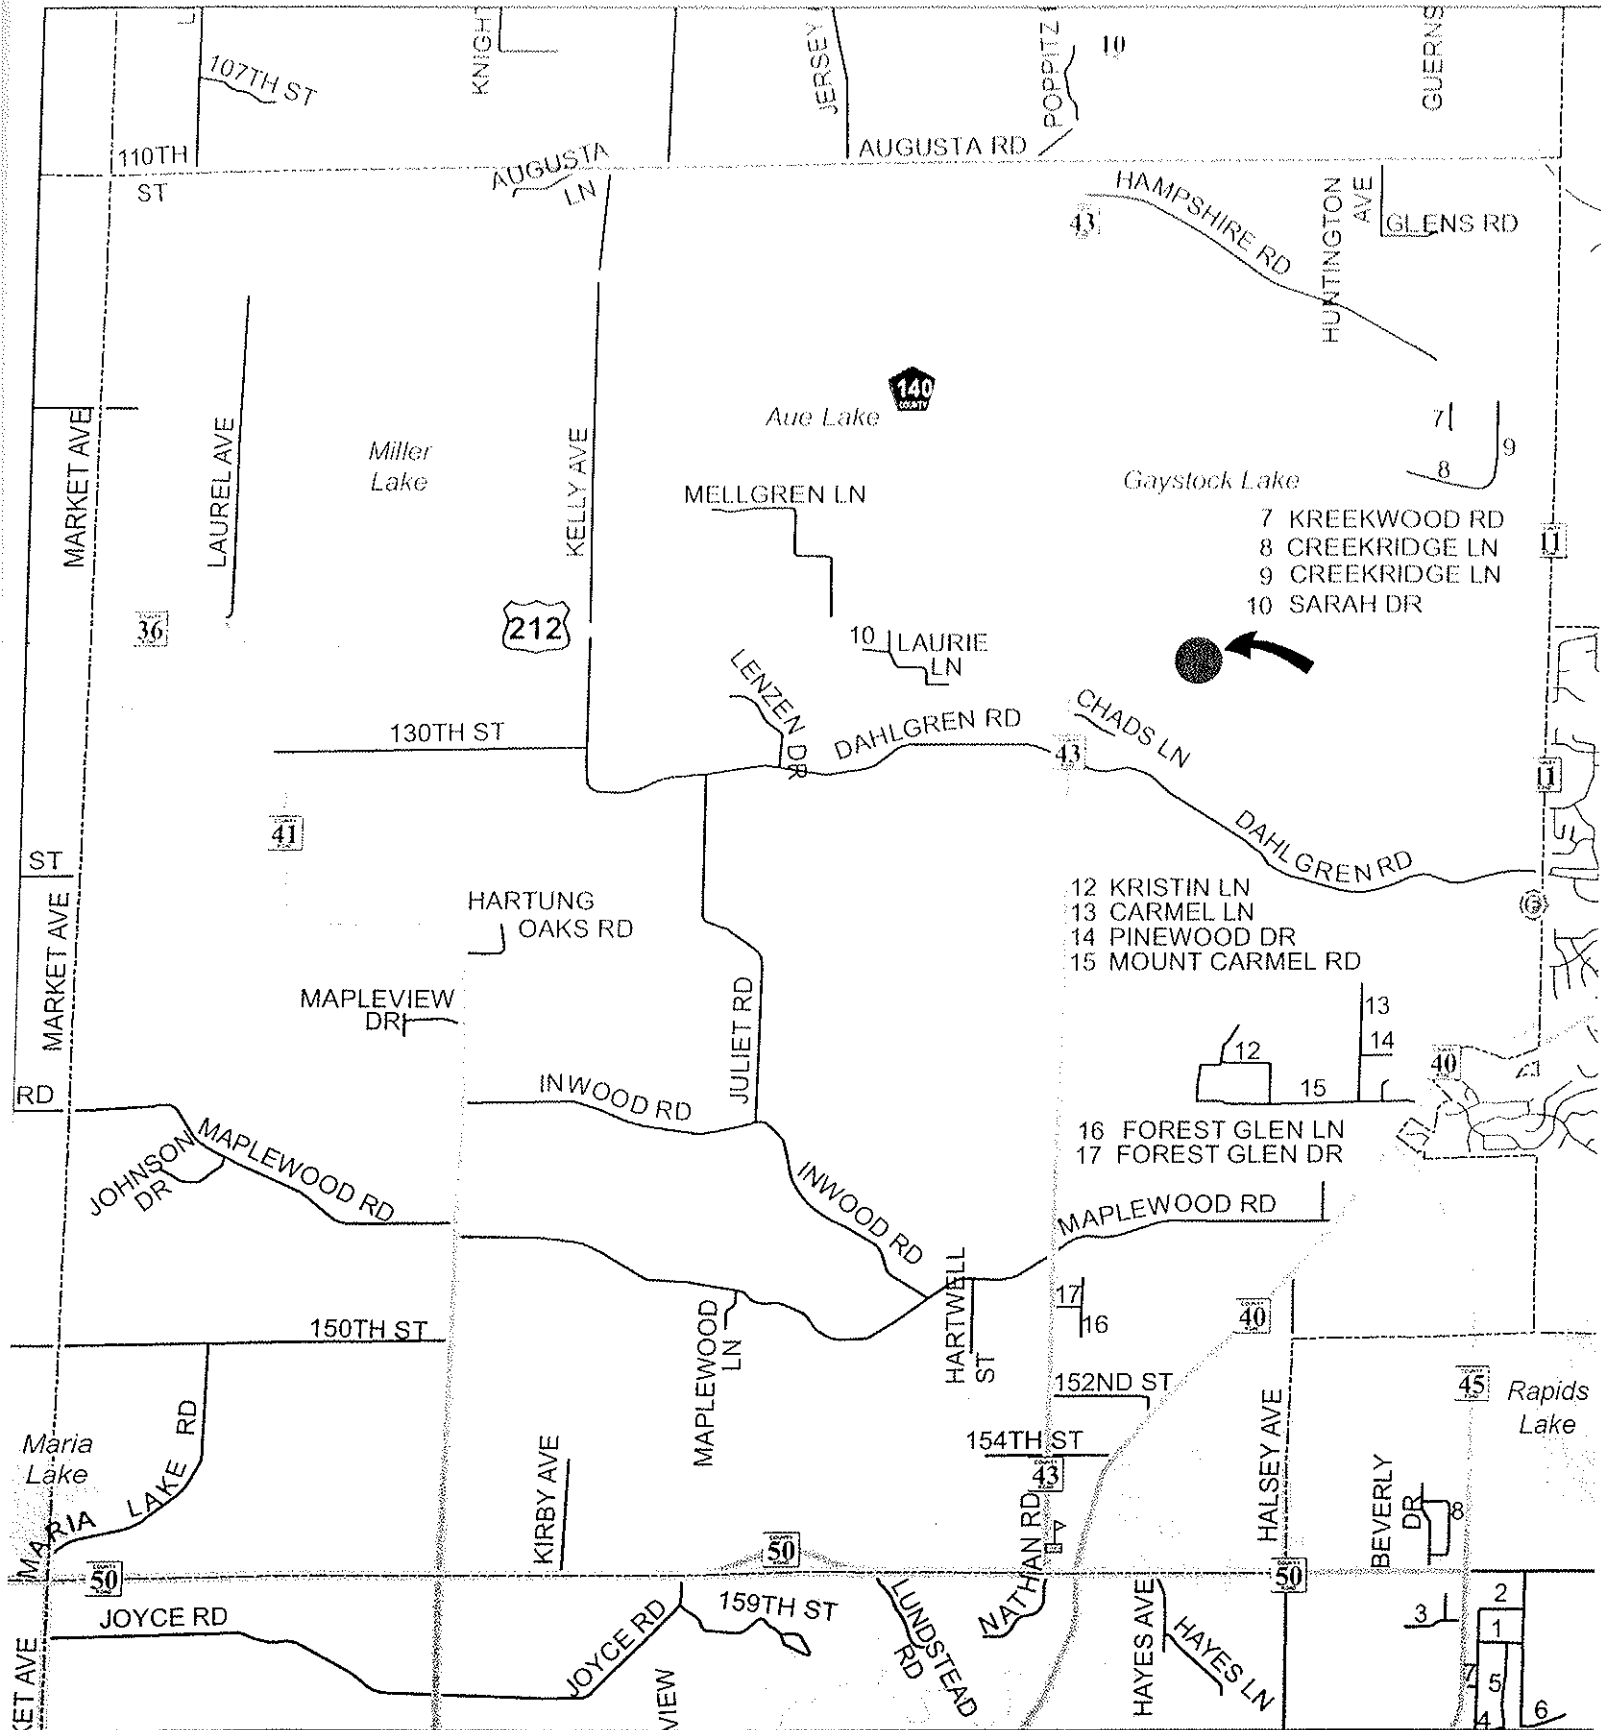 KNIGH
JERSEY
POPPITZ
10
GUERNS
107TH ST
110TH
ST
AUGUSTA
LN
AUGUSTA RD
43
HAMPSHIRE RD
HUNTINGTON
AVE
GLENS RD
140
COUNTY
Aue Lake
Miller
Lake
MARKET AVE
LAUREL AVE
KELLY AVE
MELLGREN LN
Gaystock Lake
7
8
9
7 KREEKWOOD RD
8 CREEKRIDGE LN
9 CREEKRIDGE LN
10 SARAH DR
11
36
212
10
LAURIE
LN
LENZEN DR
130TH ST
DAHLGREN RD
43
CHADS LN
11
41
DAHLGREN RD
ST
MARKET AVE
HARTUNG
OAKS RD
12 KRISTIN LN
13 CARMEL LN
14 PINEWOOD DR
15 MOUNT CARMEL RD
MAPLEVIEW
DR
JULIET RD
13
14
12
15
40
RD
INWOOD RD
16 FOREST GLEN LN
17 FOREST GLEN DR
JOHNSON
DR
MAPLEWOOD RD
INWOOD RD
MAPLEWOOD RD
17
16
40
150TH ST
MAPLEWOOD
LN
HARTWELL
ST
152ND ST
45
Rapids
Lake
Maria
Lake
MARIA LAKE RD
KIRBY AVE
154TH ST
43
HALSEY AVE
BEVERLY
DR
8
50
50
NATHAN RD
50
JOYCE RD
JOYCE RD
159TH ST
LUNDSTEAD
RD
HAYES AVE
HAYES LN
3
2
1
7
5
4
6
KET AVE
VIEW